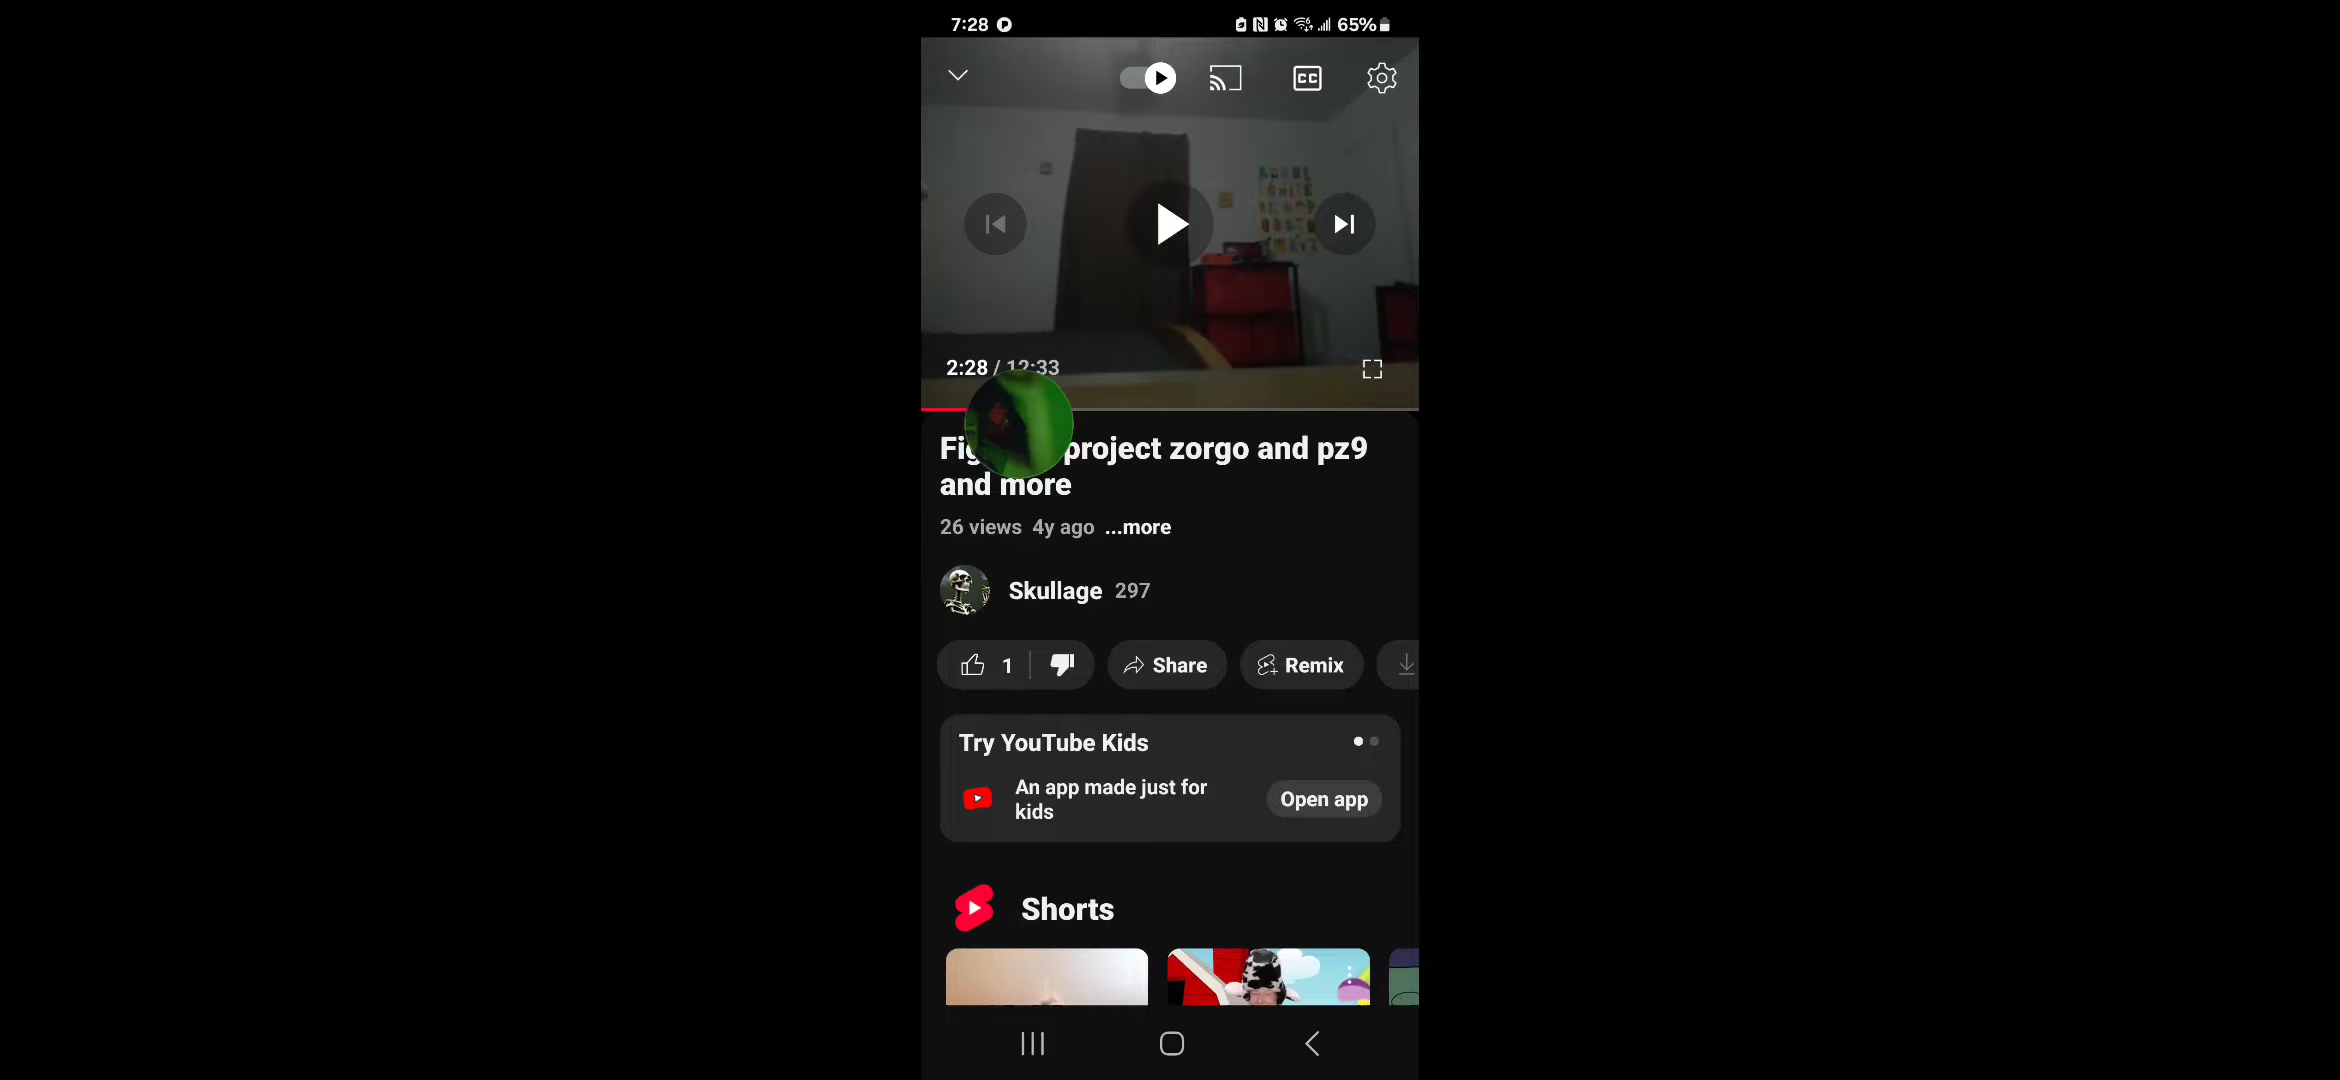 7:28 65%
CC
2:28 / 12:33
project zorgo and pz9
and more
26 views 4y ago ...more
Skullage 297
1 Share Remix
Try YouTube Kids
An app made just for
kids
Open app
Shorts